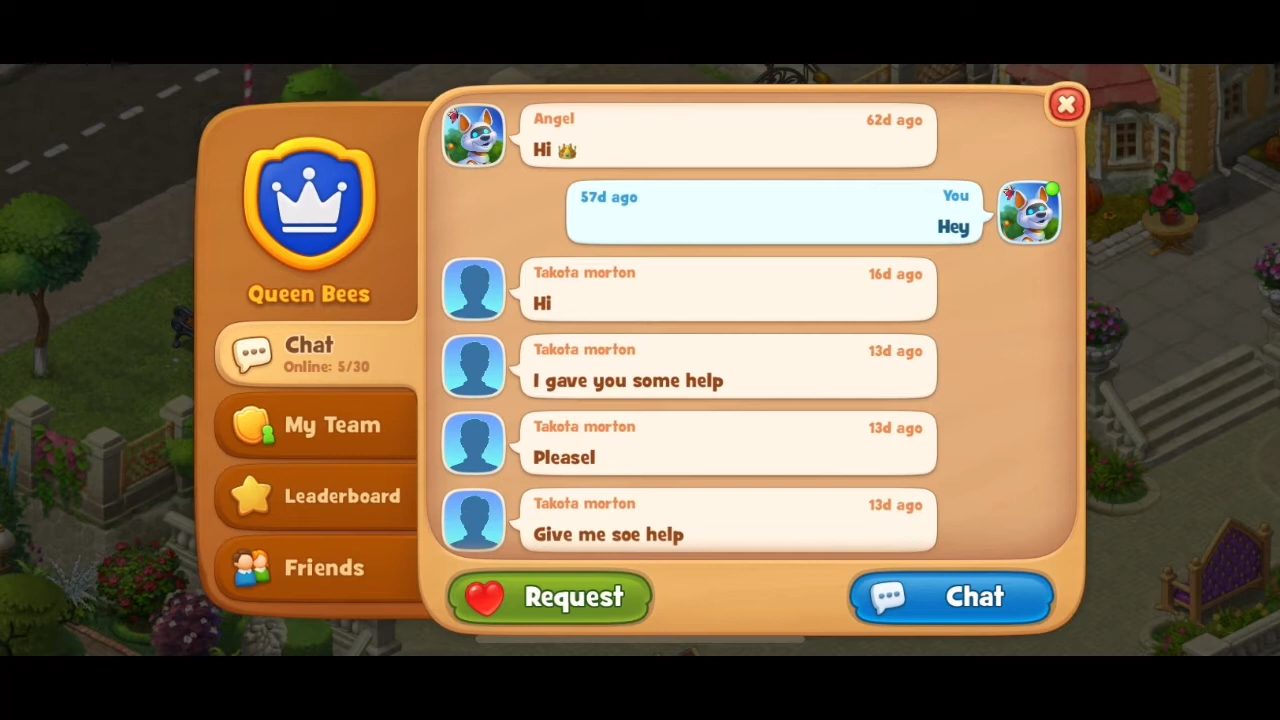 Angel
62d ago
Hi
57d ago
You
Hey
Takota morton
16d ago
Hi
Takota morton
13d ago
I gave you some help
Takota morton
13d ago
Pleasel
Takota morton
13d ago
Give me soe help
Queen Bees
Chat
Online: 5/30
My Team
Leaderboard
Friends
Request
Chat